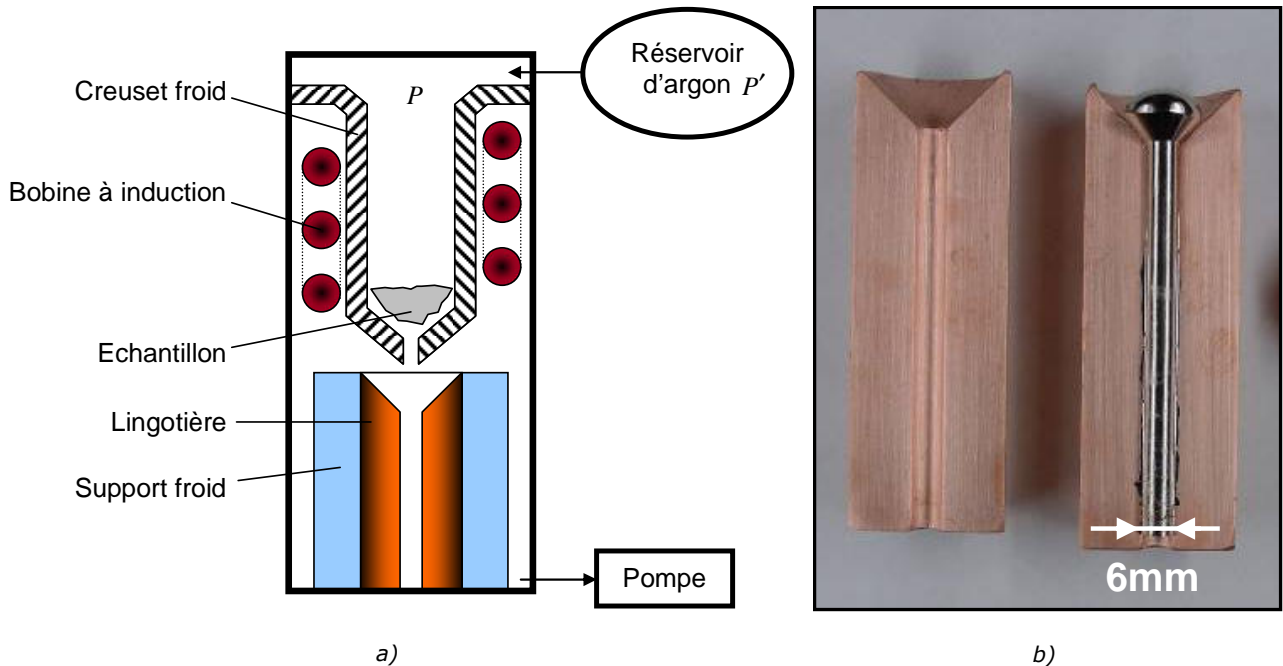 Réservoir
d'argon P'
P
Creuset froid
Bobine à induction
Echantillon
Lingotière
Support froid
Pompe
6mm
a)
b)